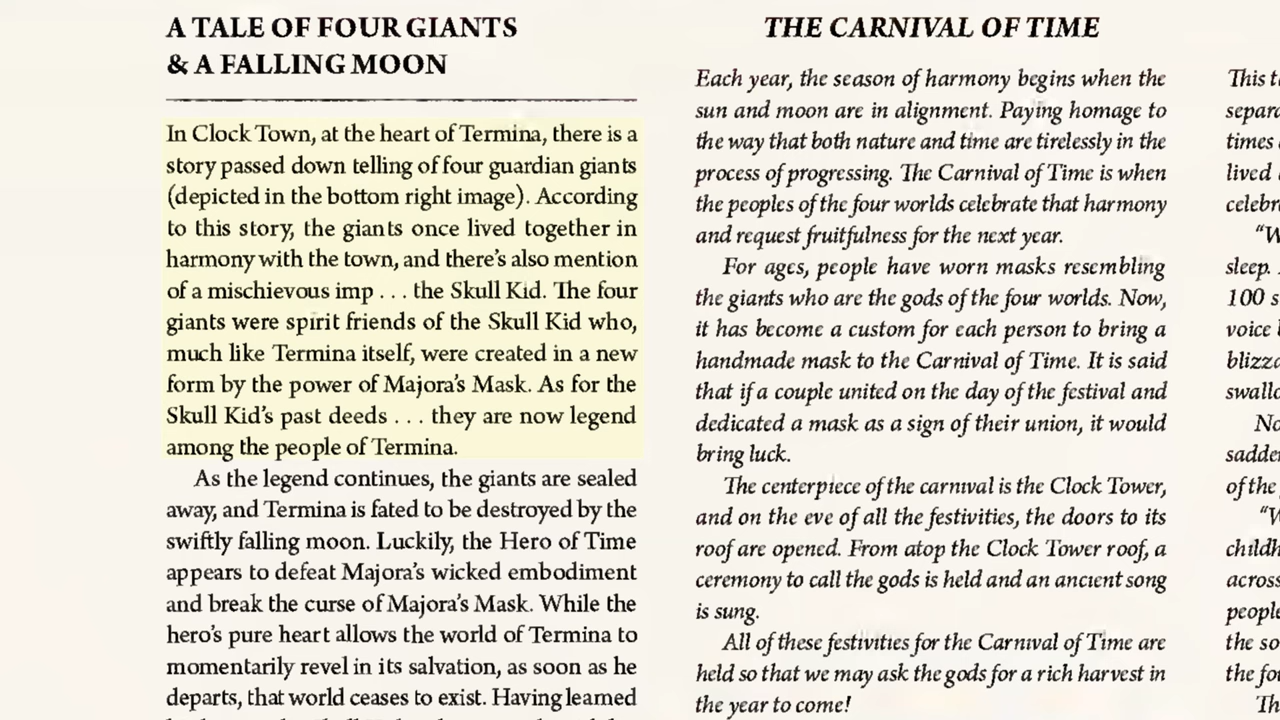 A TALE OF FOUR GIANTS
& A FALLING MOON
In Clock Town, at the heart of Termina, there is a
story passed down telling of four guardian giants
(depicted in the bottom right image). According
to this story, the giants once lived together in
harmony with the town, and there's also mention
of a mischievous imp . . . the Skull Kid. The four
giants were spirit friends of the Skull Kid who,
much like Termina itself, were created in a new
form by the power of Majora's Mask. As for the
Skull Kid's past deeds . . . they are now legend
among the people of Termina.
As the legend continues, the giants are sealed
away, and Termina is fated to be destroyed by the
swiftly falling moon. Luckily, the Hero of Time
appears to defeat Majora's wicked embodiment
and break the curse of Majora's Mask. While the
hero's pure heart allows the world of Termina to
momentarily revel in its salvation, as soon as he
departs, that world ceases to exist. Having learned
THE CARNIVAL OF TIME
Each year, the season of harmony begins when the
sun and moon are in alignment. Paying homage to
the way that both nature and time are tirelessly in the
process of progressing. The Carnival of Time is when
the peoples of the four worlds celebrate that harmony
and request fruitfulness for the next year.
For ages, people have worn masks resembling
the giants who are the gods of the four worlds. Now,
it has become a custom for each person to bring a
handmade mask to the Carnival of Time. It is said
that if a couple united on the day of the festival and
dedicated a mask as a sign of their union, it would
bring luck.
The centerpiece of the carnival is the Clock Tower,
and on the eve of all the festivities, the doors to its
roof are opened. From atop the Clock Tower roof, a
ceremony to call the gods is held and an ancient song
is sung.
All of these festivities for the Carnival of Time are
held so that we may ask the gods for a rich harvest in
the year to come!
This
times
lived
sleep.
100
voice
people
the